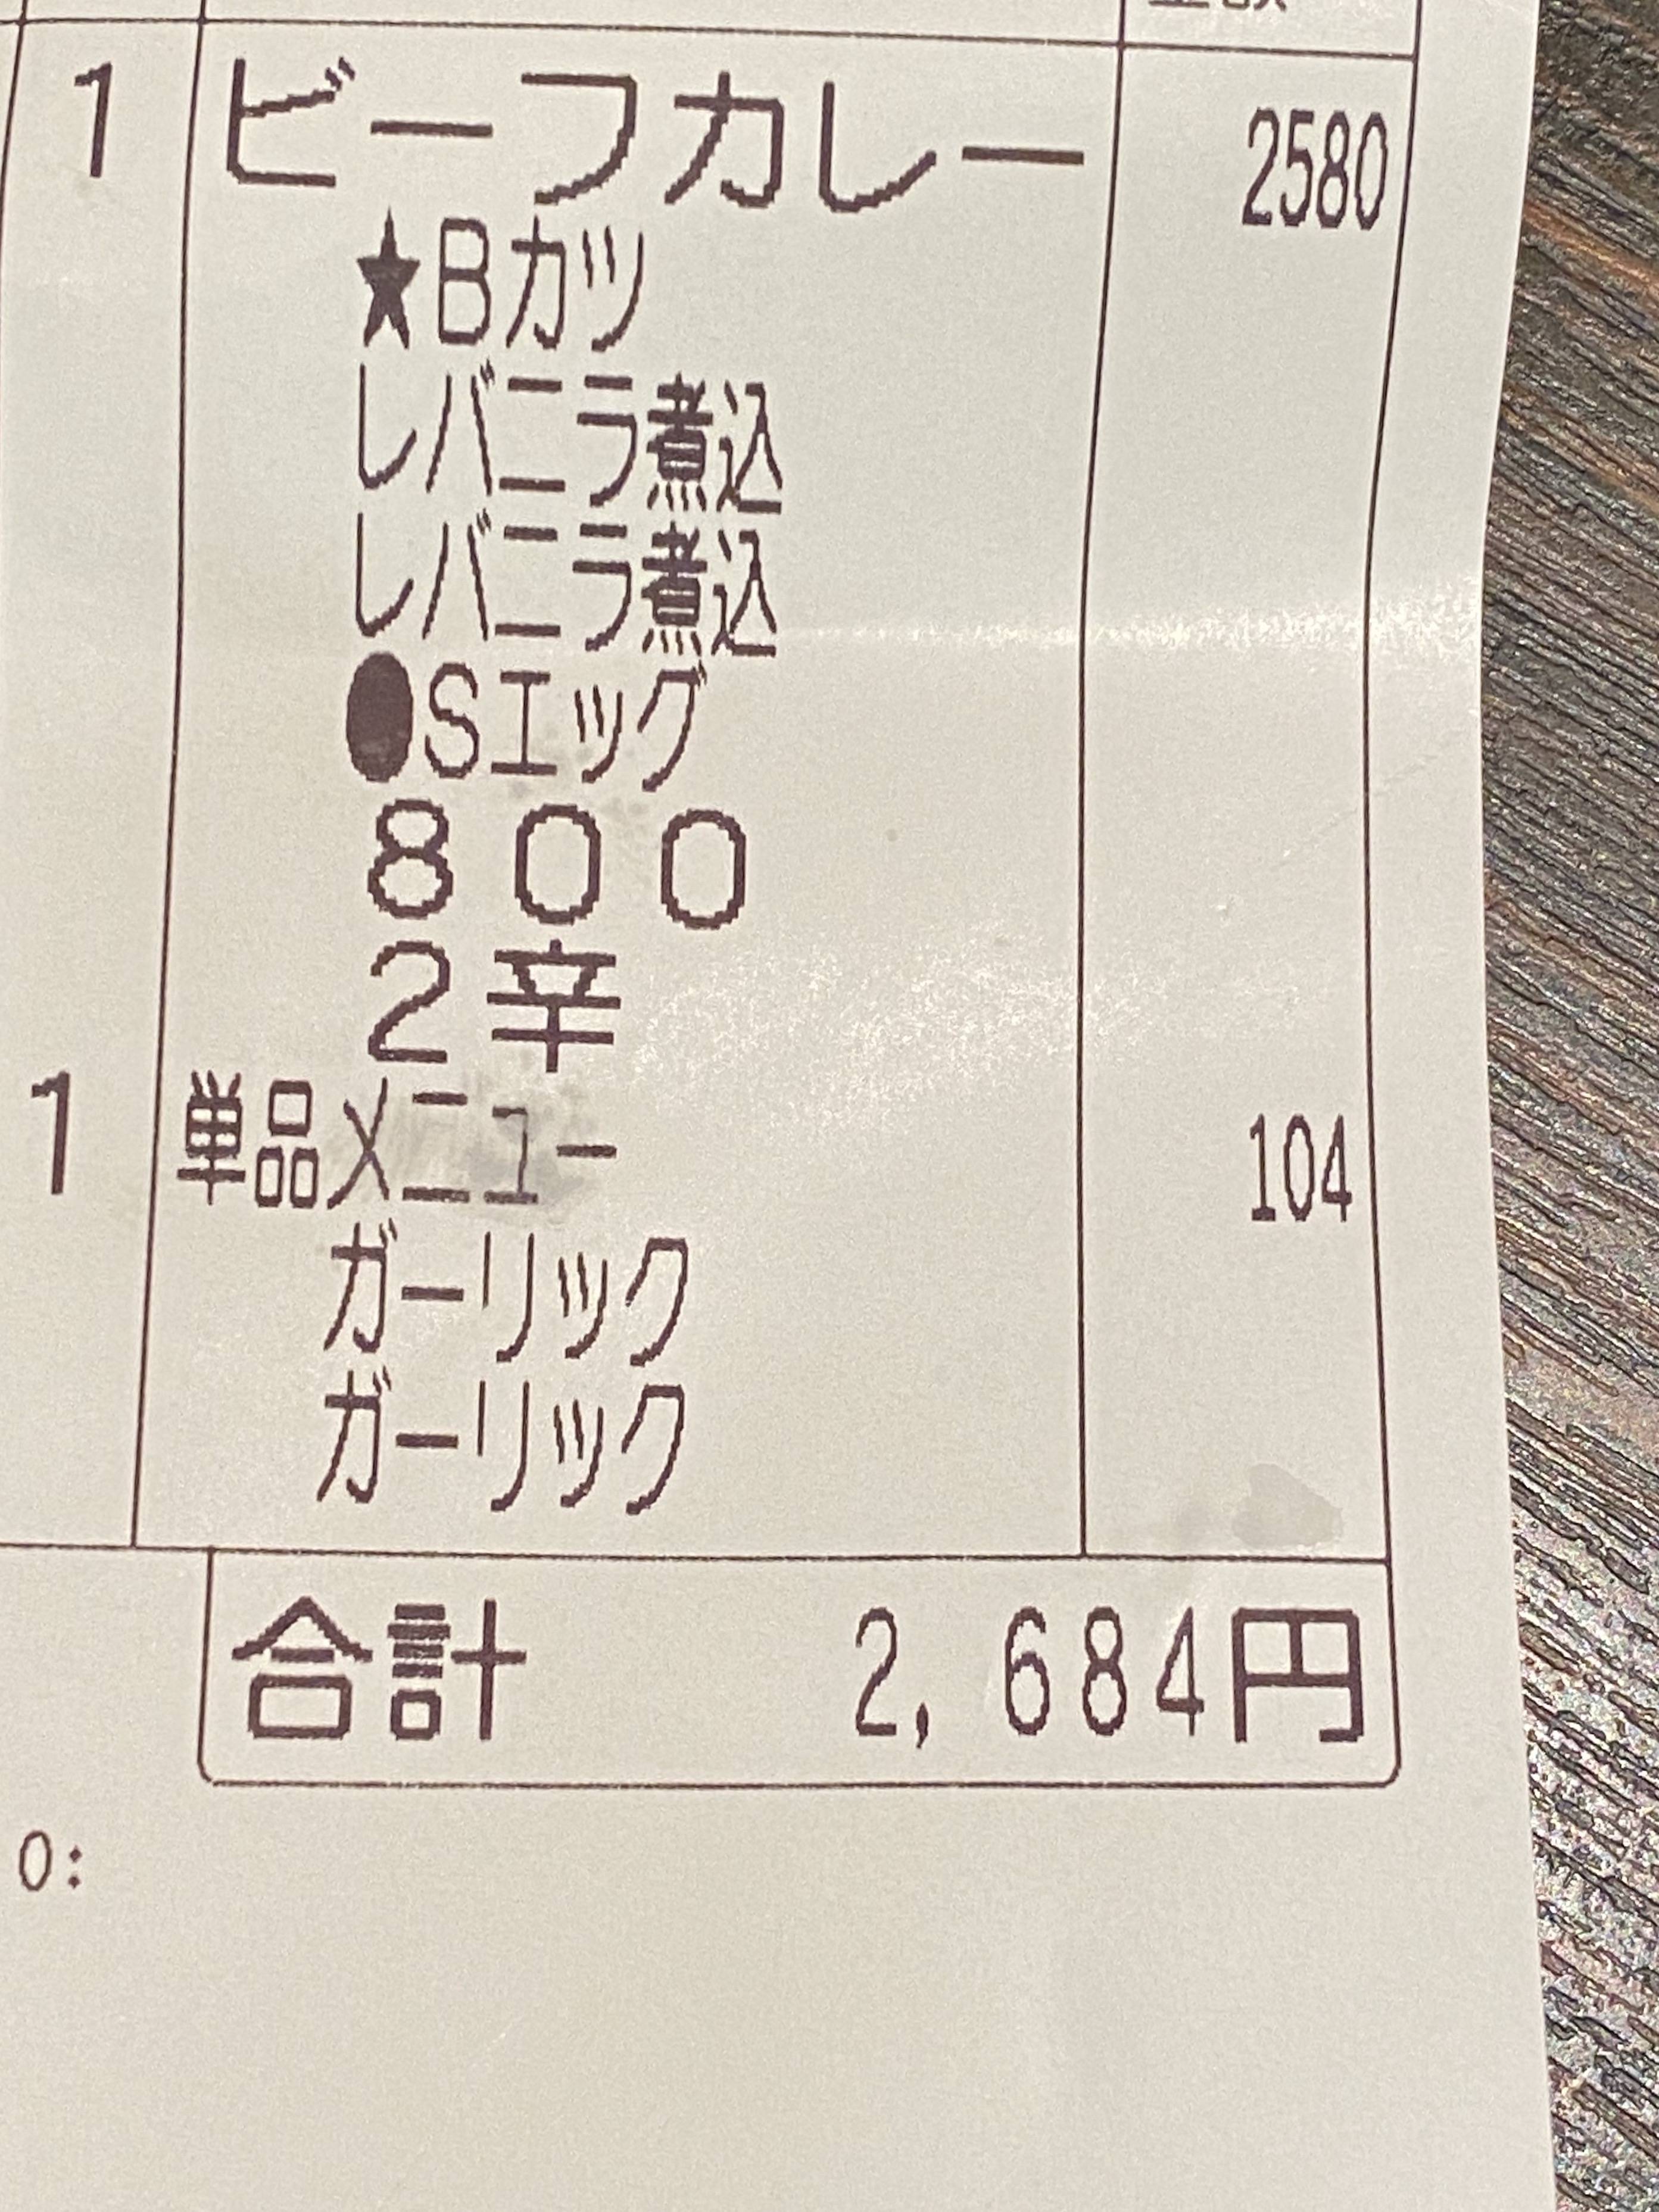 1 ビーフカレー 2580
★Bカツ
レバニラ煮込
レバニラ煮込
●Sエッグ
800
2辛
1 単品メニュー 104
ガーリック
ガーリック
合計 2,684円
0: